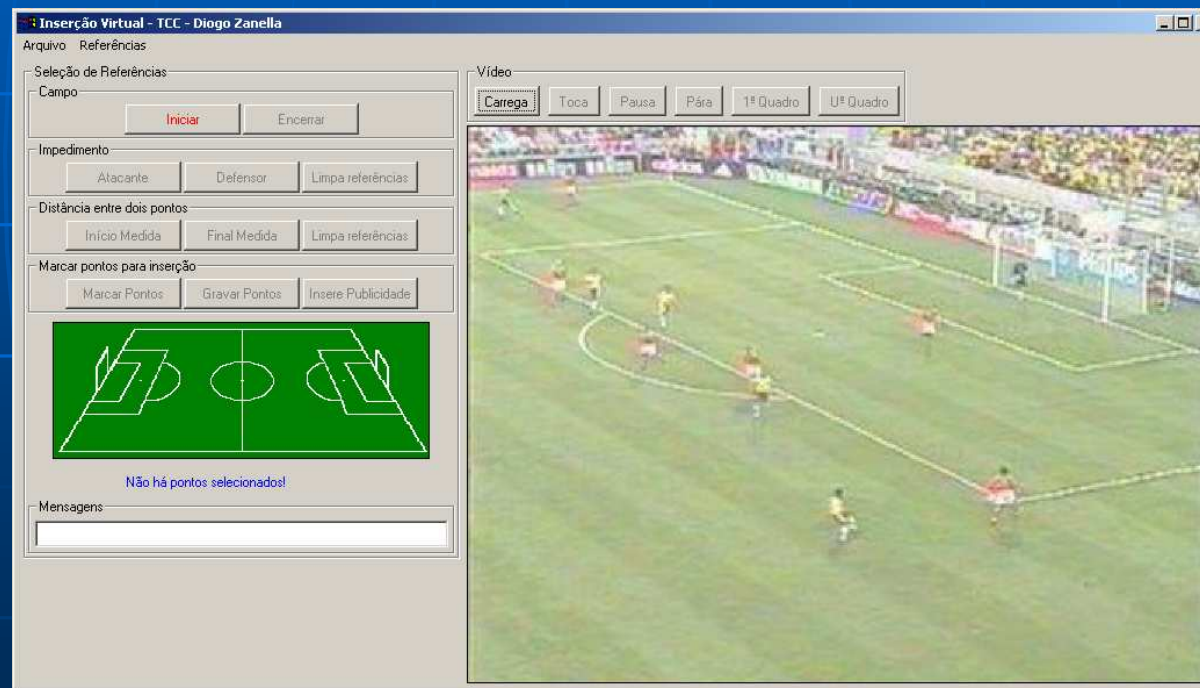 Inserção Virtual - TCC - Diogo Zanella
Arquivo Referências
Seleção de Referências
Campo
Iniciar Encerrar
Impedimento
Atacante Defensor Limpa referências
Distância entre dois pontos
Início Medida Final Medida Limpa referências
Marcar pontos para inserção
Marcar Pontos Gravar Pontos Insere Publicidade
Não há pontos selecionados!
Mensagens
Vídeo
Carrega Toca Pausa Pára 1º Quadro Uº Quadro